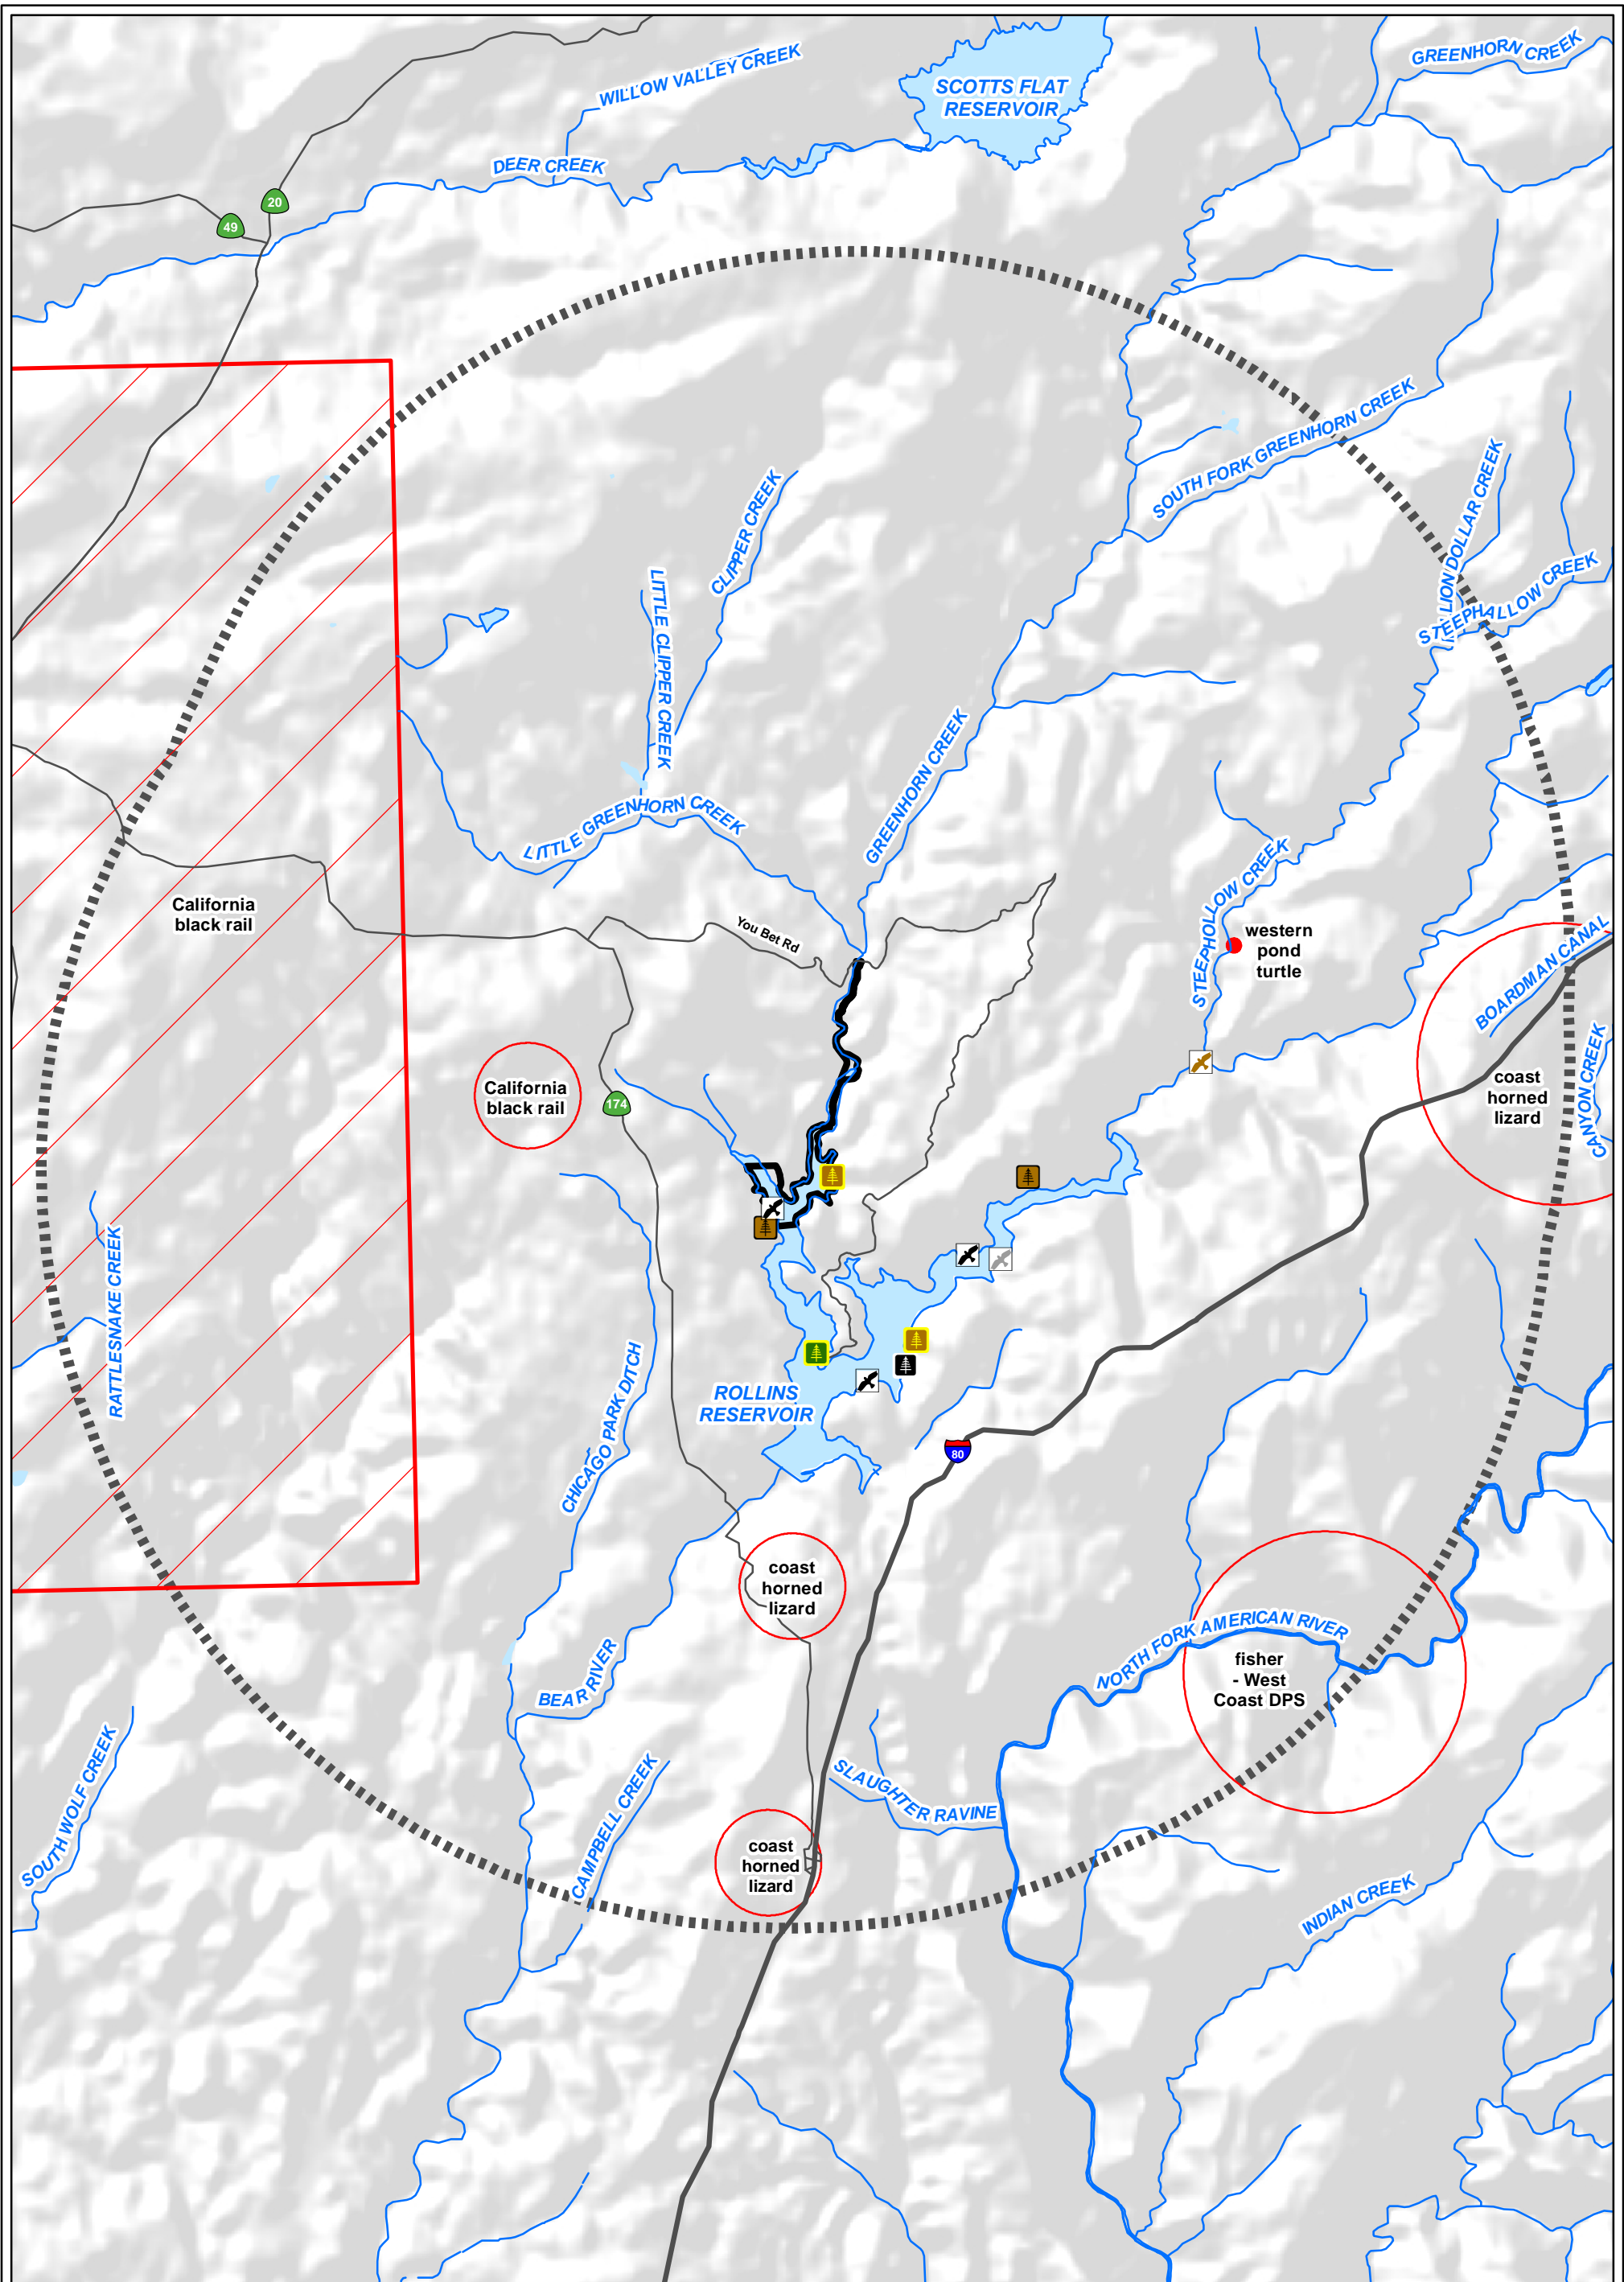 GREENHORN CREEK
WILLOW VALLEY CREEK
SCOTTS FLAT
RESERVOIR
DEER CREEK
20
49
SOUTH FORK GREENHORN CREEK
CLIPPER CREEK
LION DOLLAR CREEK
STEEPHALLOW CREEK
LITTLE CLIPPER CREEK
GREENHORN CREEK
LITTLE GREENHORN CREEK
STEEPHOLLOW CREEK
California
black rail
You Bet Rd
western
pond
turtle
BOARDMAN CANAL
CANYON CREEK
coast
horned
lizard
California
black rail
174
RATTLESNAKE CREEK
CHICAGO PARK DITCH
ROLLINS
RESERVOIR
80
coast
horned
lizard
NORTH FORK AMERICAN RIVER
fisher
- West
Coast DPS
BEAR RIVER
SOUTH WOLF CREEK
CAMPBELL CREEK
SLAUGHTER RAVINE
coast
horned
lizard
INDIAN CREEK